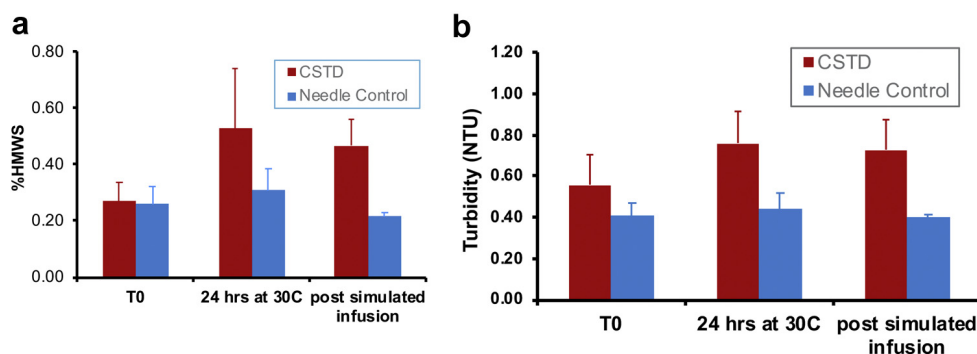 a
0.80
0.60
0.40
0.20
0.00
%HMWS
CSTD
Needle Control
T0
24 hrs at 30C
post simulated
infusion
b
1.20
1.00
0.80
0.60
0.40
0.20
0.00
Turbidity (NTU)
CSTD
Needle Control
T0
24 hrs at 30C
post simulated
infusion